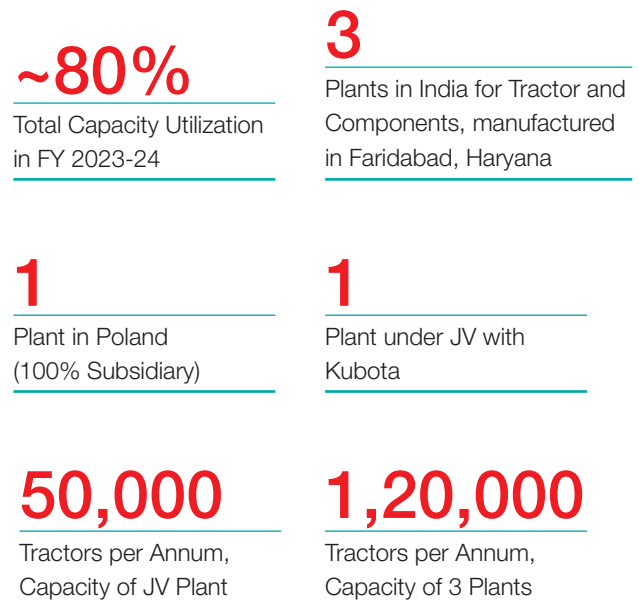 ~80%
Total Capacity Utilization
in FY 2023-24
3
Plants in India for Tractor and
Components, manufactured
in Faridabad, Haryana
1
Plant in Poland
(100% Subsidiary)
1
Plant under JV with
Kubota
50,000
Tractors per Annum,
Capacity of JV Plant
1,20,000
Tractors per Annum,
Capacity of 3 Plants